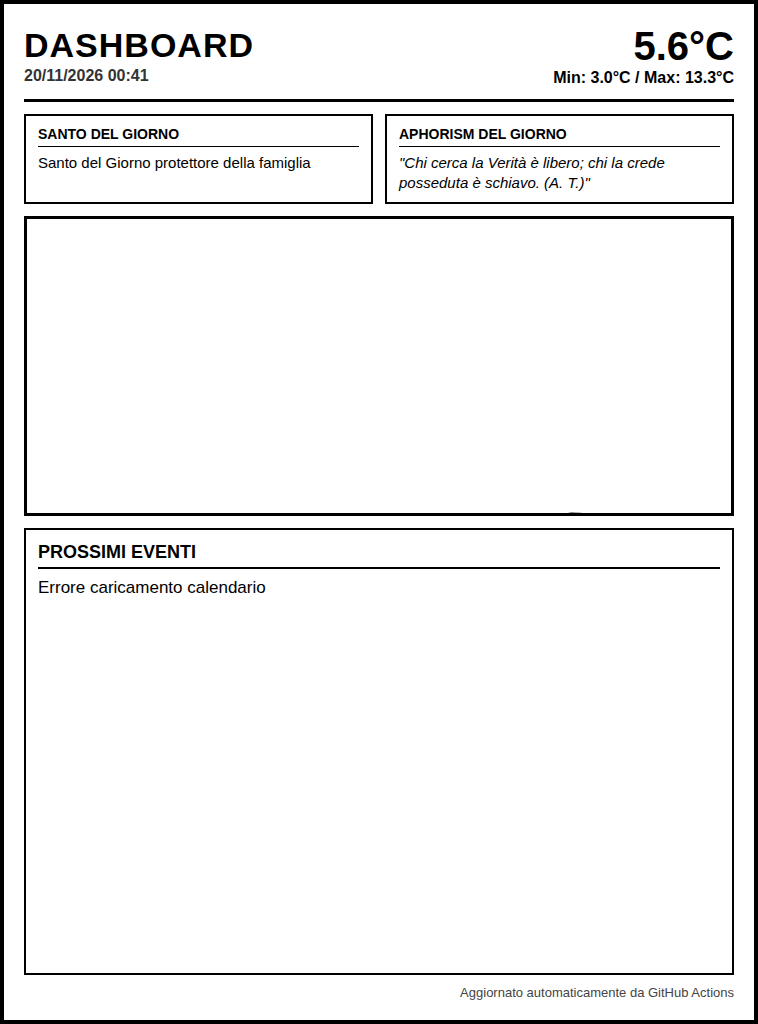 DASHBOARD
20/11/2026 00:41
5.6°C
Min: 3.0°C / Max: 13.3°C
SANTO DEL GIORNO
Santo del Giorno protettore della famiglia
APHORISM DEL GIORNO
"Chi cerca la Verità è libero; chi la crede
posseduta è schiavo. (A. T.)"
PROSSIMI EVENTI
Errore caricamento calendario
Aggiornato automaticamente da GitHub Actions